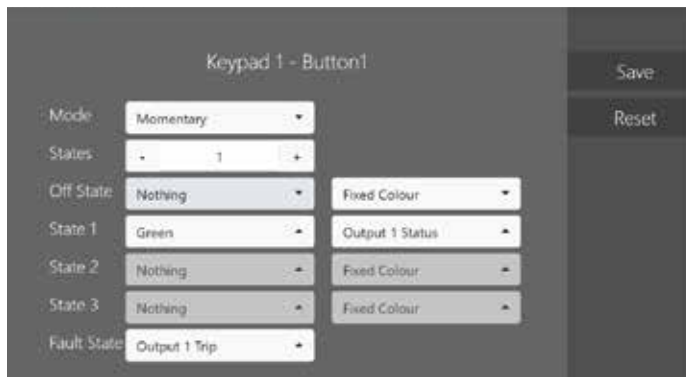 Keypad 1 - Button1
Save
Reset
Mode Momentary
States - 1 +
Off State Nothing Fixed Colour
State 1 Green Output 1 Status
State 2 Nothing Fixed Colour
State 3 Nothing Fixed Colour
Fault State Output 1 Trip